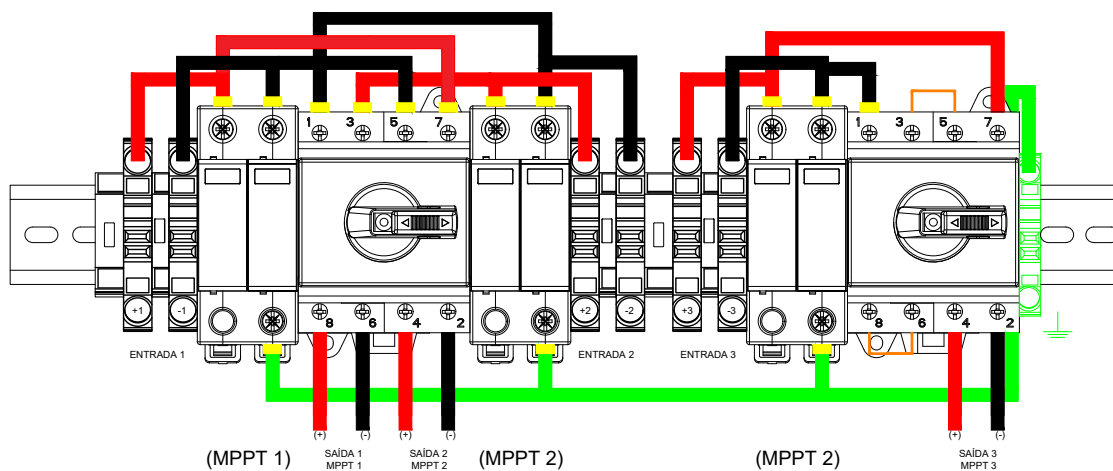 1 3 5 7
1 3 5 7
+1 -1
8 6 4 2
+2 -2
+3 -3
8 6 4 2
ENTRADA 1
ENTRADA 2
ENTRADA 3
(+) (-) (+) (-)
(+) (-)
(MPPT 1)
SAÍDA 1
MPPT 1
SAÍDA 2
MPPT 2
(MPPT 2)
(MPPT 2)
SAÍDA 3
MPPT 3